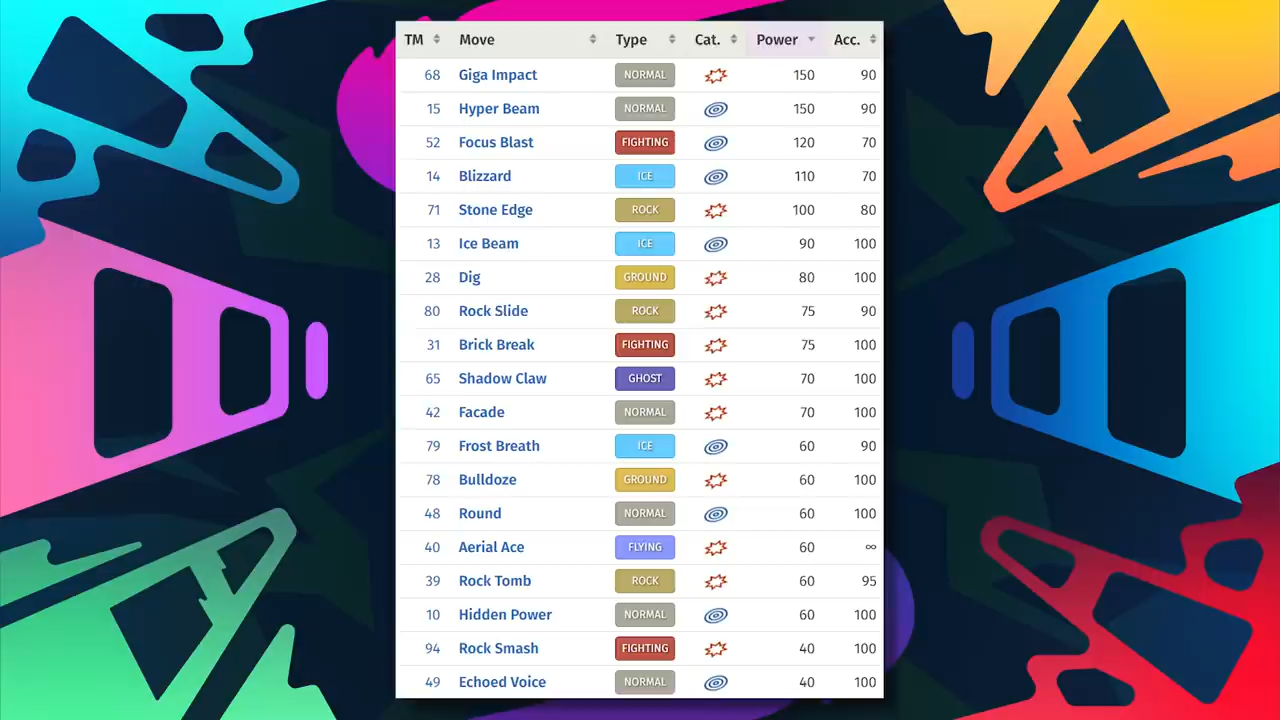 TM Move Type Cat. Power Acc.
68 Giga Impact NORMAL 150 90
15 Hyper Beam NORMAL 150 90
52 Focus Blast FIGHTING 120 70
14 Blizzard ICE 110 70
71 Stone Edge ROCK 100 80
13 Ice Beam ICE 90 100
28 Dig GROUND 80 100
80 Rock Slide ROCK 75 90
31 Brick Break FIGHTING 75 100
65 Shadow Claw GHOST 70 100
42 Facade NORMAL 70 100
79 Frost Breath ICE 60 90
78 Bulldoze GROUND 60 100
48 Round NORMAL 60 100
40 Aerial Ace FLYING 60 ∞
39 Rock Tomb ROCK 60 95
10 Hidden Power NORMAL 60 100
94 Rock Smash FIGHTING 40 100
49 Echoed Voice NORMAL 40 100